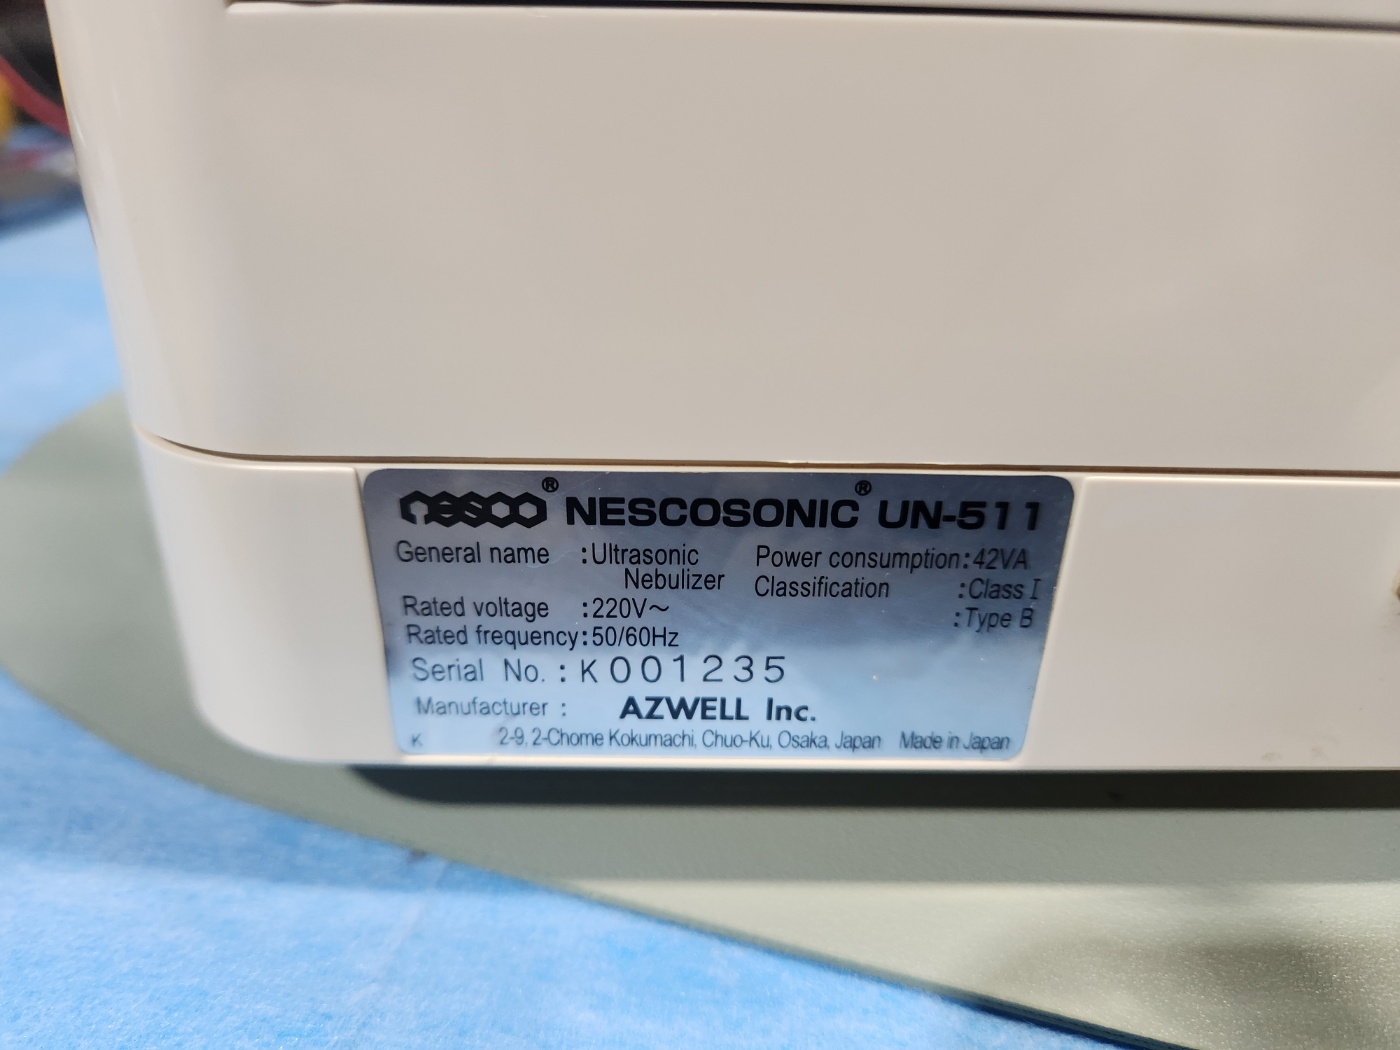 nesco® NESCOSONIC® UN-511
General name :Ultrasonic Nebulizer
Power consumption:42VA
Classification :Class I
:Type B
Rated voltage :220V~
Rated frequency:50/60Hz
Serial No. : K001235
Manufacturer : AZWELL Inc.
K 2-9, 2-Chome Kokumachi, Chuo-Ku, Osaka, Japan Made in Japan